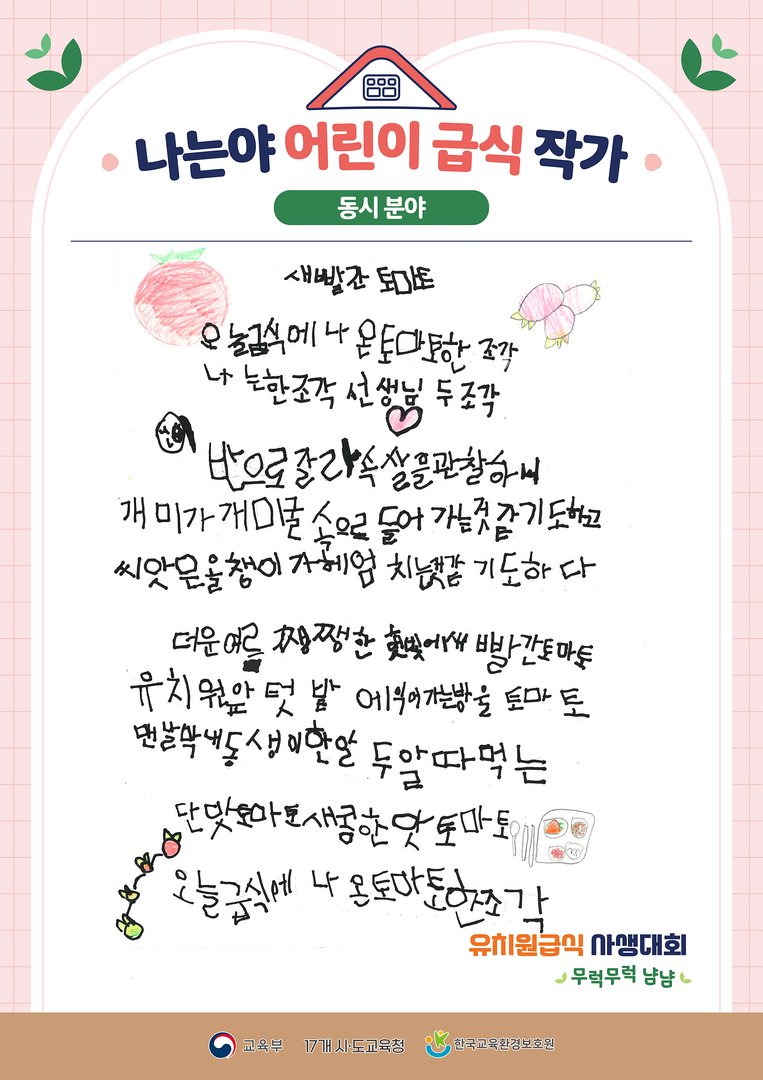 나는야 어린이 급식 작가
동시 분야
새빨간 토마토
오늘급식에 나 온토마토한 조각
나 는한조각 선생님 두조각
반으로잘라속살을관찰하니
개미가개미굴 속으로 들어 가는것 같기도하고
씨앗은올챙이 가헤엄 치는것같 기도하 다
더운여름 쨍쨍한 햇빛에새 빨간토마토
유치원앞 텃 밭 에익어가는방울 토마 토
맨날막내동생이한알 두알따먹는
단맛토마토새콤한맛토마토
오늘급식에 나 온토마토한조각
유치원급식 사생대회
무럭무럭 냠냠
교육부 17개 시·도교육청 한국교육환경보호원